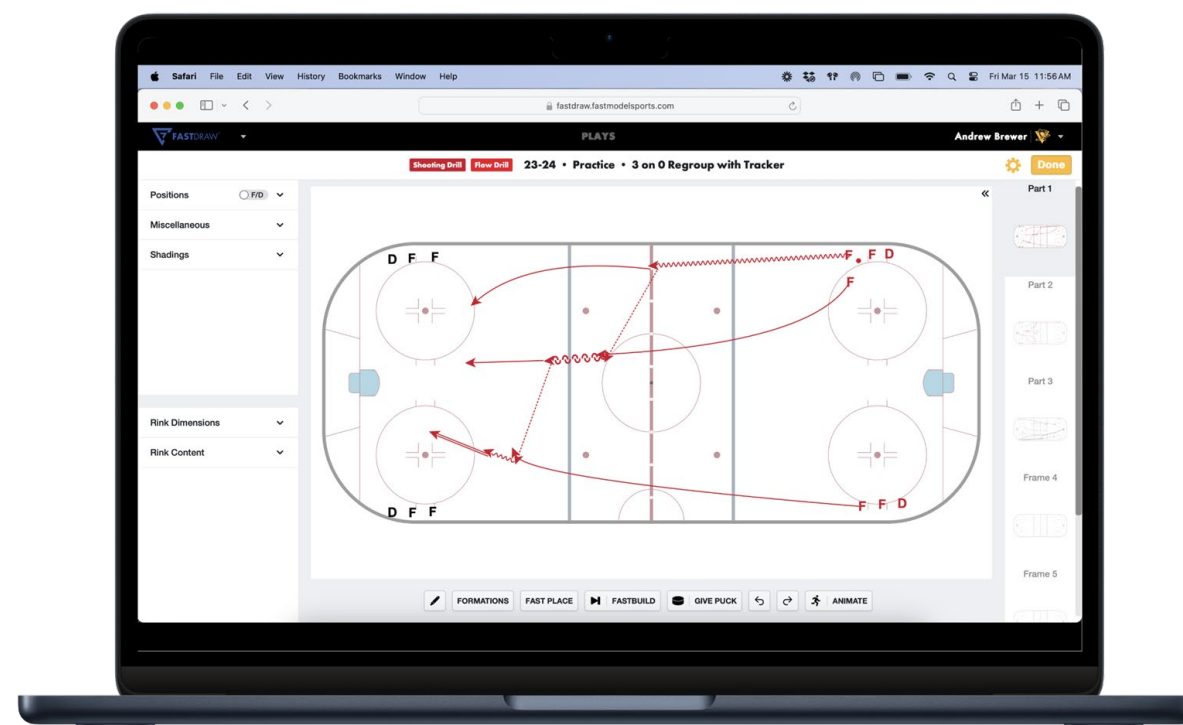 Safari File Edit View History Bookmarks Window Help Fri Mar 15 11:56 AM
fastdraw.fastmodelsports.com
FASTDRAW PLAYS Andrew Brewer
Shooting Drill Flow Drill 23-24 • Practice • 3 on 0 Regroup with Tracker Done
Positions F/D
Miscellaneous
Shadings
Rink Dimensions
Rink Content
D F F
F F D
F
D F F
F F D
Part 1
Part 2
Part 3
Frame 4
Frame 5
FORMATIONS FAST PLACE FASTBUILD GIVE PUCK ANIMATE